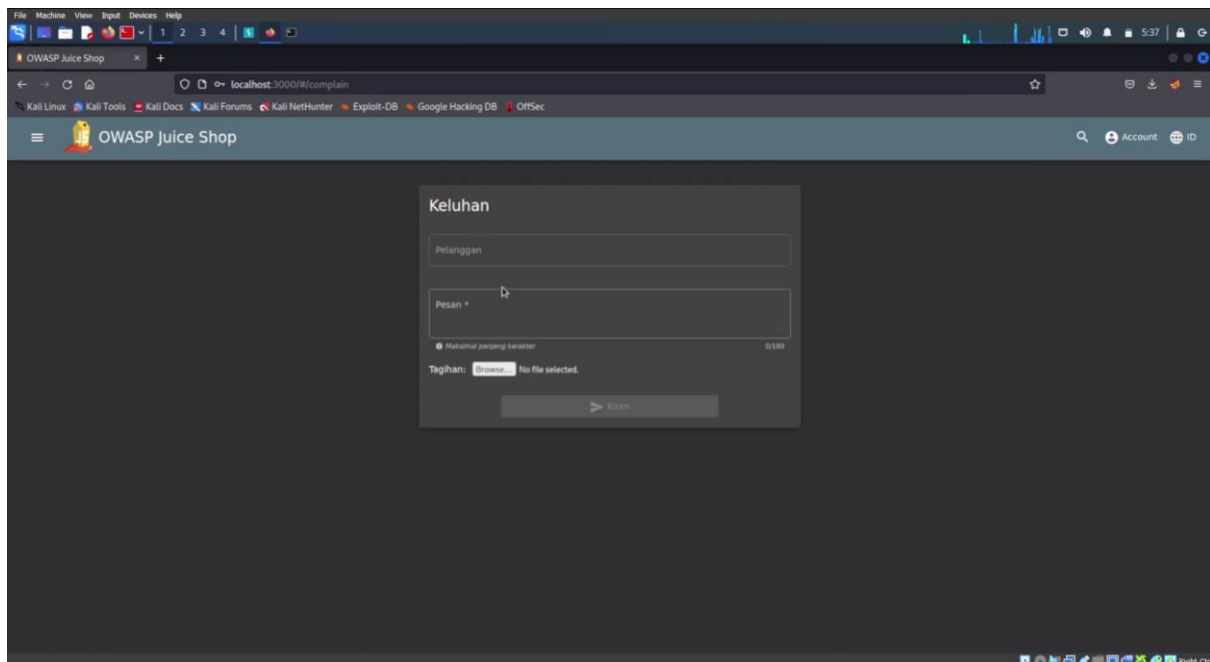 File Machine View Input Devices Help
1 2 3 4 5:37
OWASP Juice Shop × +
localhost:3000/#/complain
Kali Linux Kali Tools Kali Docs Kali Forums Kali NetHunter Exploit-DB Google Hacking DB OffSec
OWASP Juice Shop Account ID
Keluhan
Pelanggan
Pesan *
Maksimal panjang karakter 0/160
Tagihan: Browse... No file selected.
Kirim